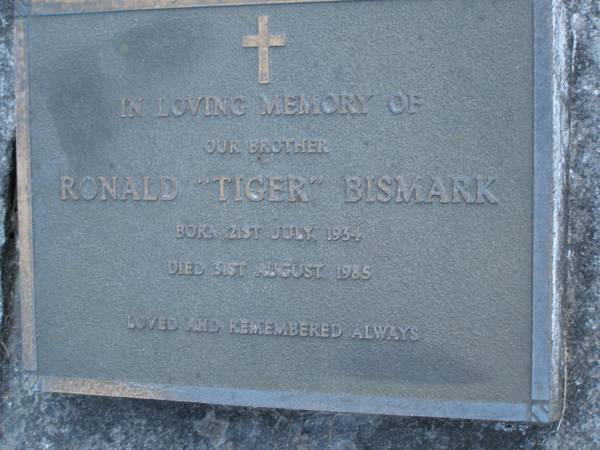 IN LOVING MEMORY OF
OUR BROTHER
RONALD "TIGER" BISMARK
BORN 21ST JULY, 1934
DIED 31ST AUGUST, 1985
LOVED AND REMEMBERED ALWAYS